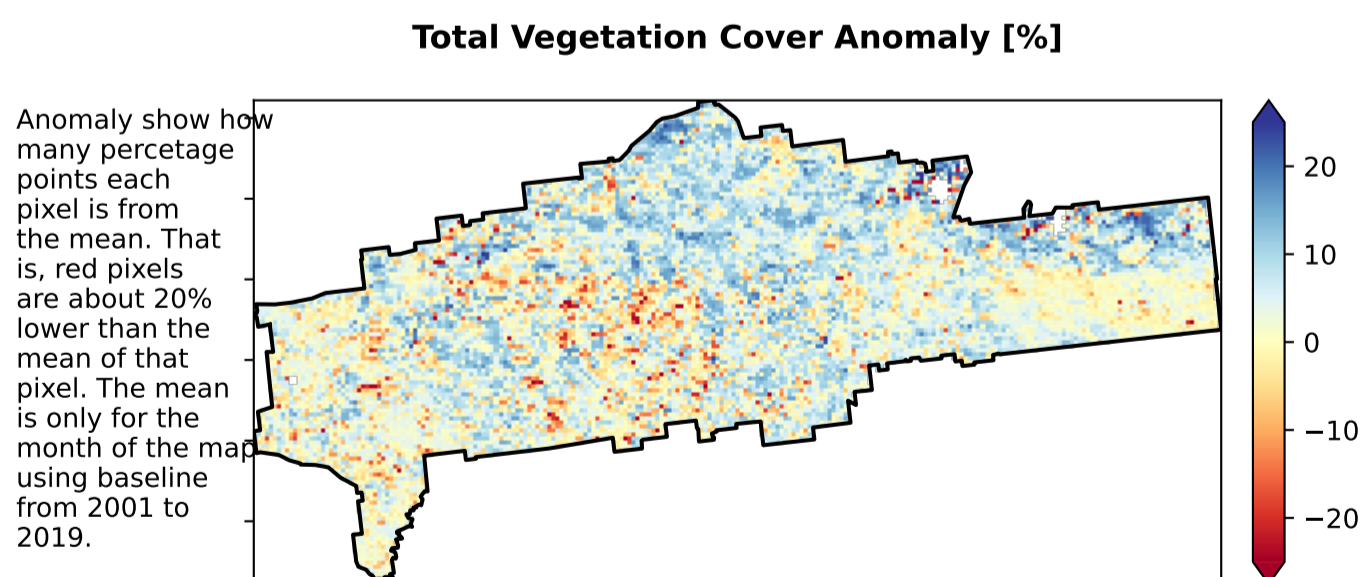 Total Vegetation Cover Anomaly [%]
Anomaly show how
many percetage
points each
pixel is from
the mean. That
is, red pixels
are about 20%
lower than the
mean of that
pixel. The mean
is only for the
month of the map
using baseline
from 2001 to
2019.
20
10
0
−10
−20